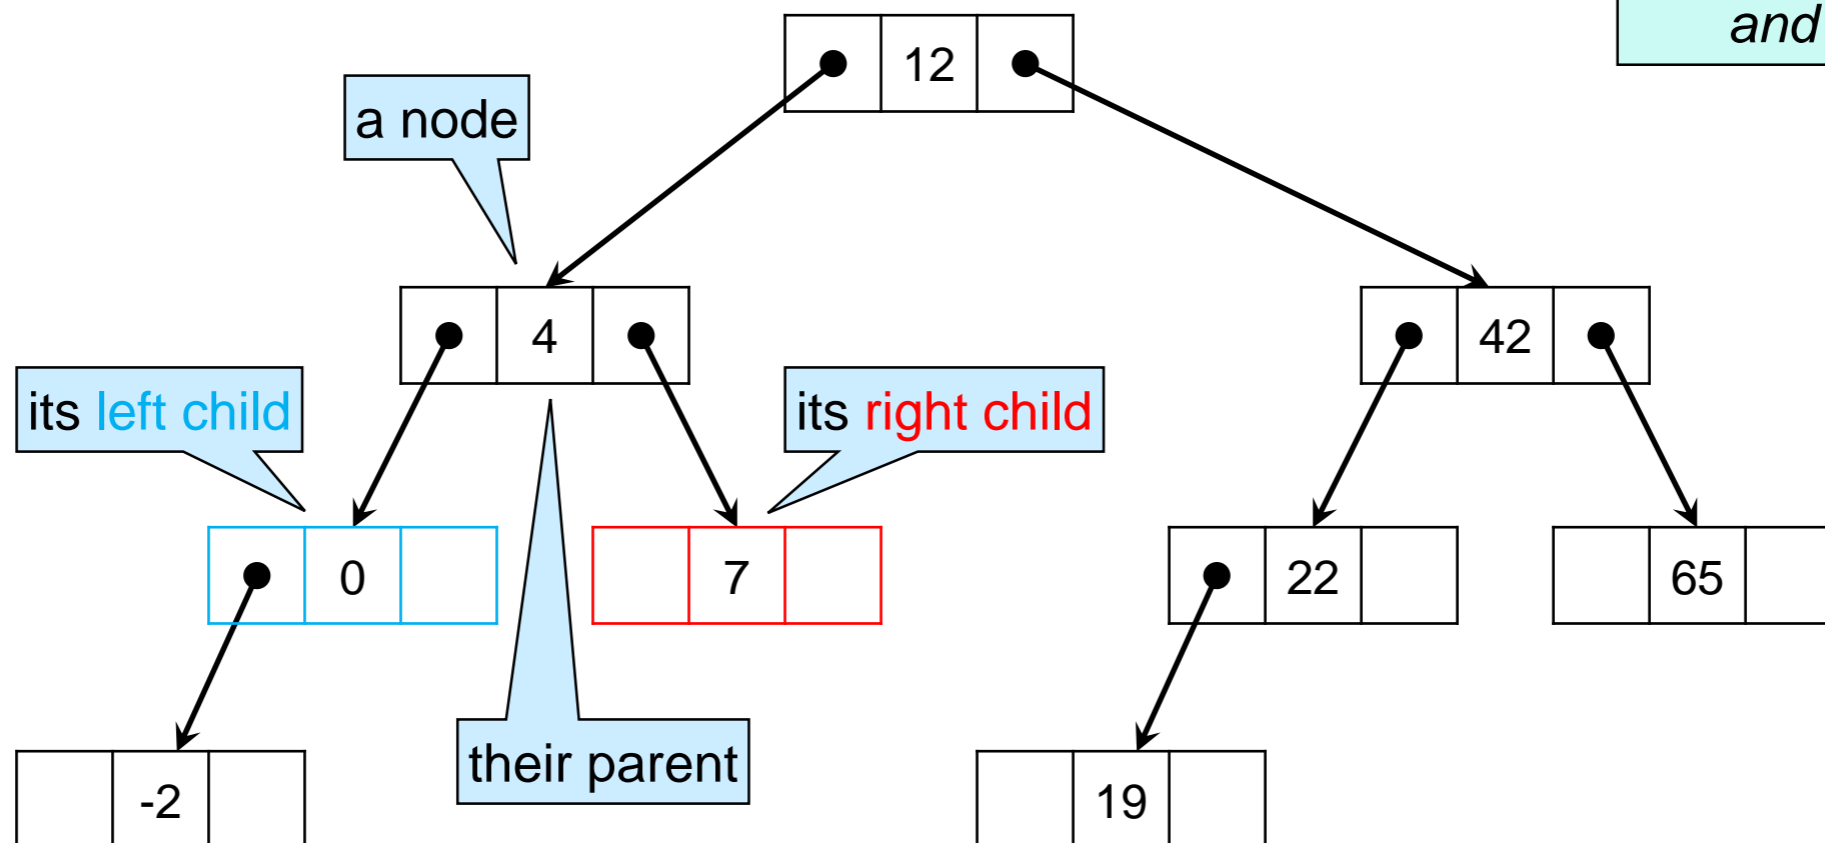 and
12
a node
4
42
its left child
its right child
0
7
22
65
their parent
-2
19